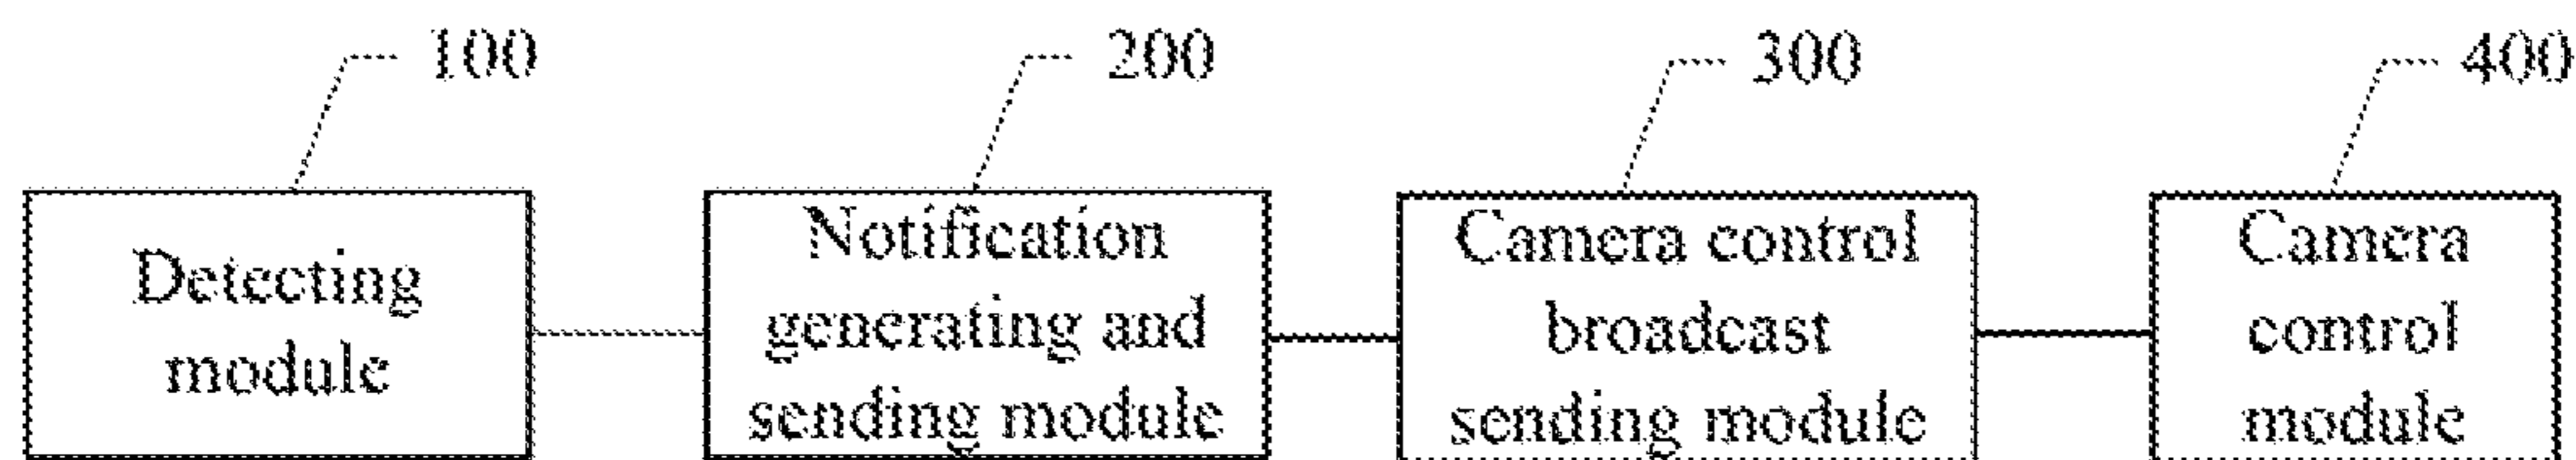 100
200
300
400
Detecting
module
Notification
generating and
sending module
Camera control
broadcast
sending module
Camera
control
module